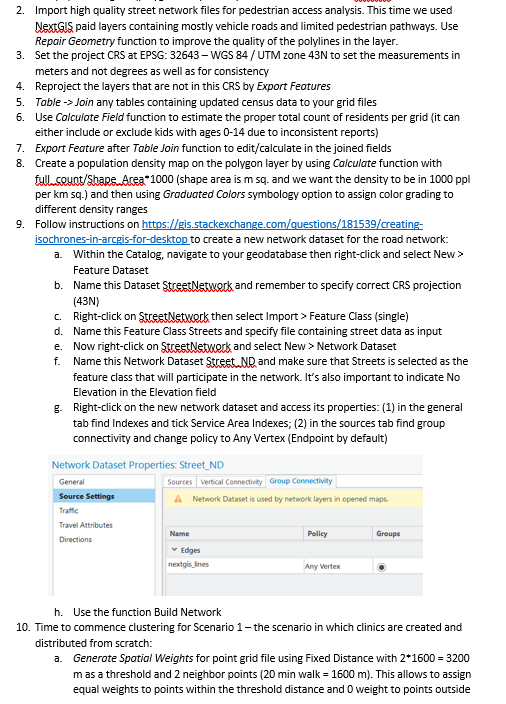 2. Import high quality street network files for pedestrian access analysis. This time we used
NextGIS paid layers containing mostly vehicle roads and limited pedestrian pathways. Use
Repair Geometry function to improve the quality of the polylines in the layer.
3. Set the project CRS at EPSG: 32643 – WGS 84 / UTM zone 43N to set the measurements in
meters and not degrees as well as for consistency
4. Reproject the layers that are not in this CRS by Export Features
5. Table -> Join any tables containing updated census data to your grid files
6. Use Calculate Field function to estimate the proper total count of residents per grid (it can
either include or exclude kids with ages 0-14 due to inconsistent reports)
7. Export Feature after Table Join function to edit/calculate in the joined fields
8. Create a population density map on the polygon layer by using Calculate function with
full_count/Shape_Area*1000 (shape area is m sq. and we want the density to be in 1000 ppl
per km sq.) and then using Graduated Colors symbology option to assign color grading to
different density ranges
9. Follow instructions on https://gis.stackexchange.com/questions/181539/creating-
isochrones-in-arcgis-for-desktop to create a new network dataset for the road network:
a. Within the Catalog, navigate to your geodatabase then right-click and select New >
Feature Dataset
b. Name this Dataset StreetNetwork and remember to specify correct CRS projection
(43N)
c. Right-click on StreetNetwork then select Import > Feature Class (single)
d. Name this Feature Class Streets and specify file containing street data as input
e. Now right-click on StreetNetwork and select New > Network Dataset
f. Name this Network Dataset Street_ND and make sure that Streets is selected as the
feature class that will participate in the network. It's also important to indicate No
Elevation in the Elevation field
g. Right-click on the new network dataset and access its properties: (1) in the general
tab find Indexes and tick Service Area Indexes; (2) in the sources tab find group
connectivity and change policy to Any Vertex (Endpoint by default)
Network Dataset Properties: Street_ND
General
Source Settings
Traffic
Travel Attributes
Directions
Sources Vertical Connectivity Group Connectivity
Network Dataset is used by network layers in opened maps.
Name Policy Groups
Edges
nextgis_lines Any Vertex
h. Use the function Build Network
10. Time to commence clustering for Scenario 1 – the scenario in which clinics are created and
distributed from scratch:
a. Generate Spatial Weights for point grid file using Fixed Distance with 2*1600 = 3200
m as a threshold and 2 neighbor points (20 min walk = 1600 m). This allows to assign
equal weights to points within the threshold distance and 0 weight to points outside